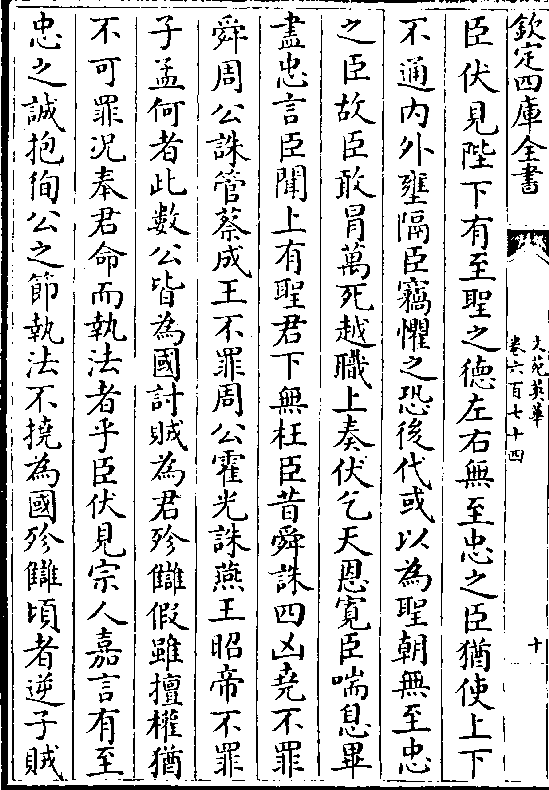 欽定四庫全書
文苑英華
卷六百七十四
十
臣伏見陛下有至聖之德左右無至忠之臣猶使上下
不通内外壅隔臣竊懼之恐後代或以為聖朝無至忠
之臣故臣敢冒萬死越職上奏伏乞天恩寛臣喘息畢
盡忠言臣聞上有聖君下無枉臣昔舜誅四凶堯不罪
舜周公誅管蔡成王不罪周公霍光誅燕王昭帝不罪
子孟何者此數公皆為國計賊為君殄讎假雖擅權猶
不可罪况奉君命而執法者乎臣伏見宗人嘉言有至
忠之誠抱徇公之節執法不撓為國殄讎頃者逆子賊